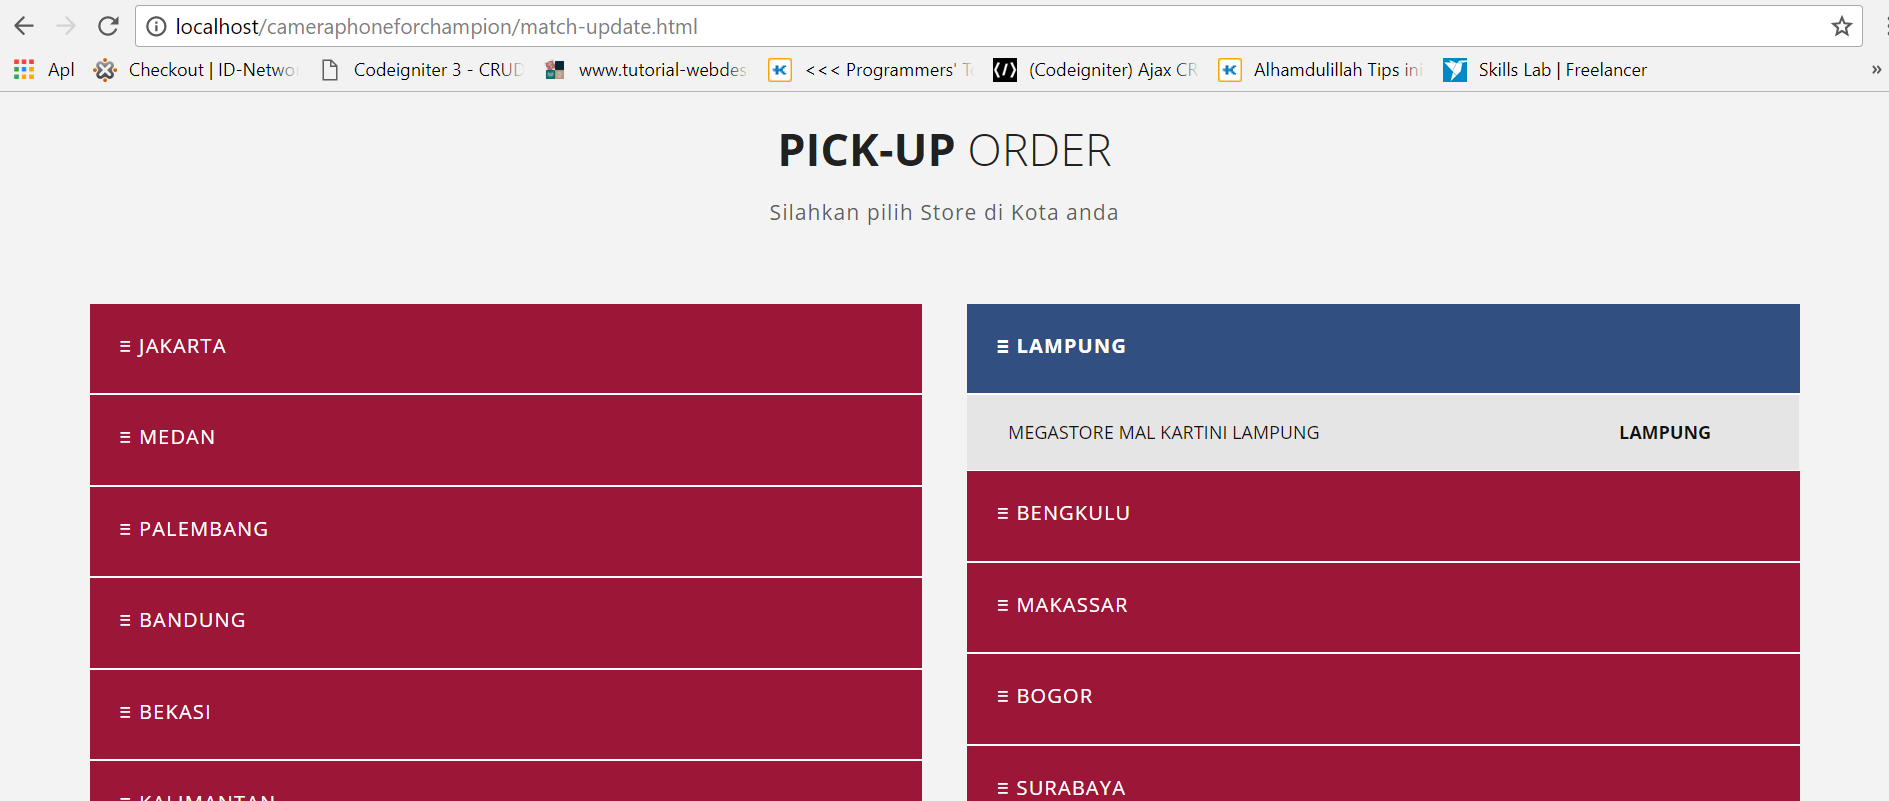 localhost/cameraphoneforchampion/match-update.html
Apl
Checkout | ID-Netwo
Codeigniter 3 - CRUD
www.tutorial-webdes
<<< Programmers' T
(Codeigniter) Ajax CR
Alhamdulillah Tips ini
Skills Lab | Freelancer
»
PICK-UP ORDER
Silahkan pilih Store di Kota anda
JAKARTA
MEDAN
PALEMBANG
BANDUNG
BEKASI
KALIMANTAN
LAMPUNG
MEGASTORE MAL KARTINI LAMPUNG LAMPUNG
BENGKULU
MAKASSAR
BOGOR
SURABAYA